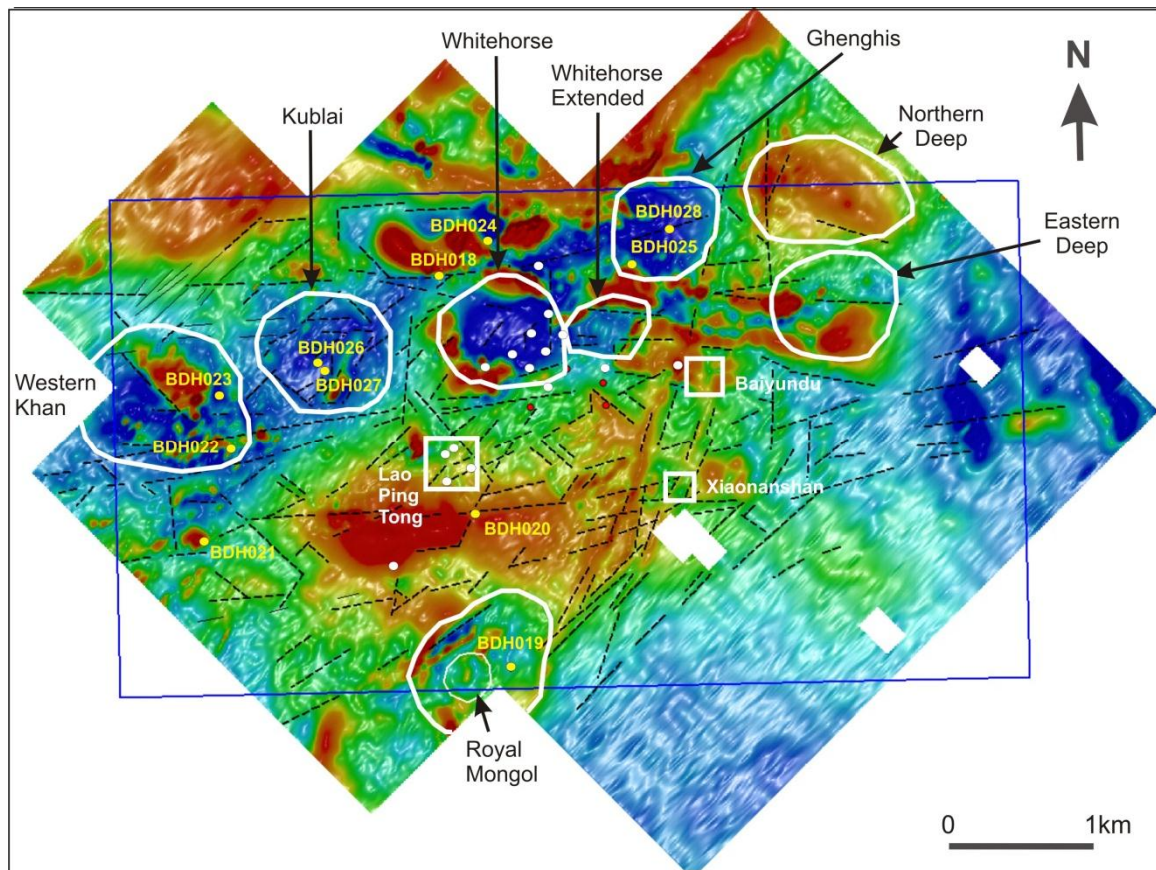 Whitehorse
Ghenghis
N
Whitehorse
Extended
Kublai
Northern
Deep
BDH028
BDH024
BDH025
BDH018
Eastern
Deep
BDH026
BDH023
BDH027
Western
Khan
Baiyundu
BDH022
Lao
Ping
Tong
Xiaonanshan
BDH020
BDH021
BDH019
Royal
Mongol
0 1km